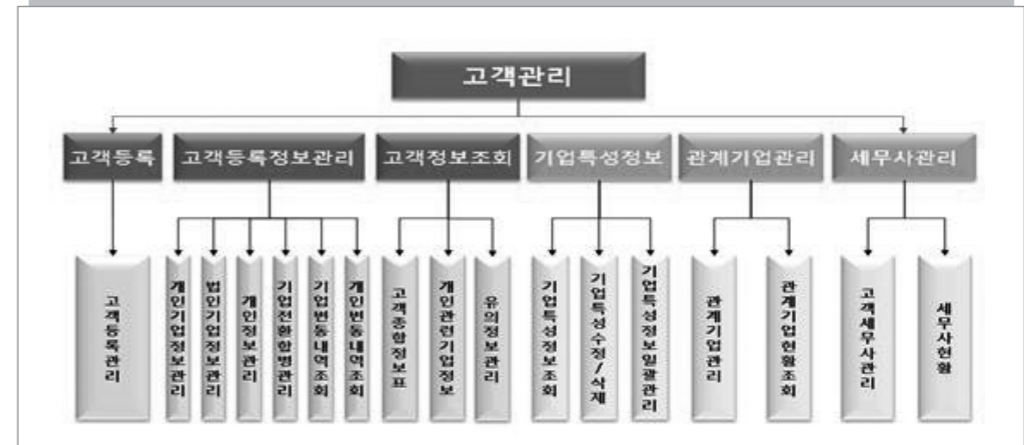 고객관리
고객등록
고객등록정보관리
고객정보조회
기업특성정보
관계기업관리
세무사관리
고객등록관리
개인기업정보관리
법인기업정보관리
개인정보관리
기업전환합병관리
기업변동내역조회
개인변동내역조회
고객종합정보표
개인관련기업정보
유의정보관리
기업특성정보조회
기업특성수정/삭제
기업특성정보일괄관리
관계기업관리
관계기업현황조회
고객세무사관리
세무사현황